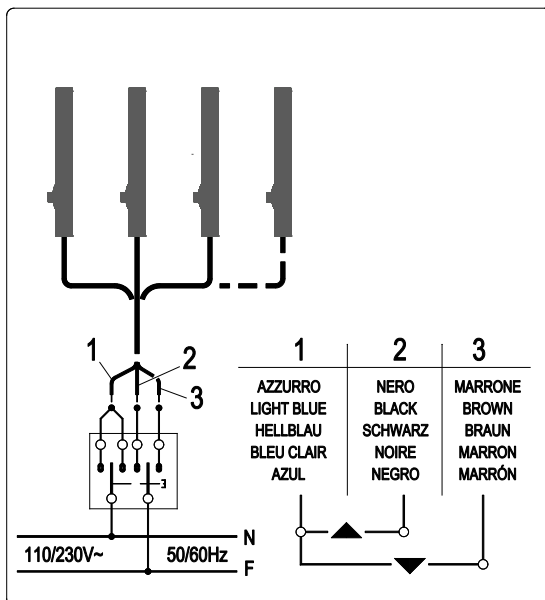 1
2
3
1 2 3
AZZURRO NERO MARRONE
LIGHT BLUE BLACK BROWN
HELLBLAU SCHWARZ BRAUN
BLEU CLAIR NOIRE MARRON
AZUL NEGRO MARRÓN
N
110/230V~ 50/60Hz
F